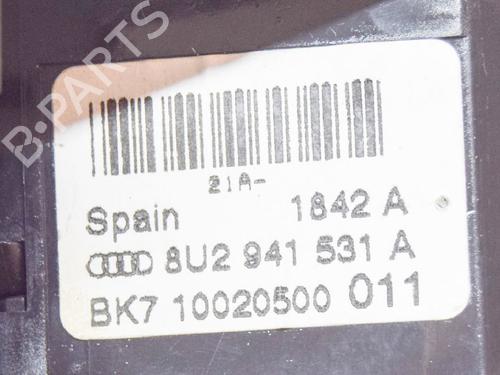 B-PARTS
21A-
Spain 1842 A
8U2 941 531 A
BK7 10020500 011